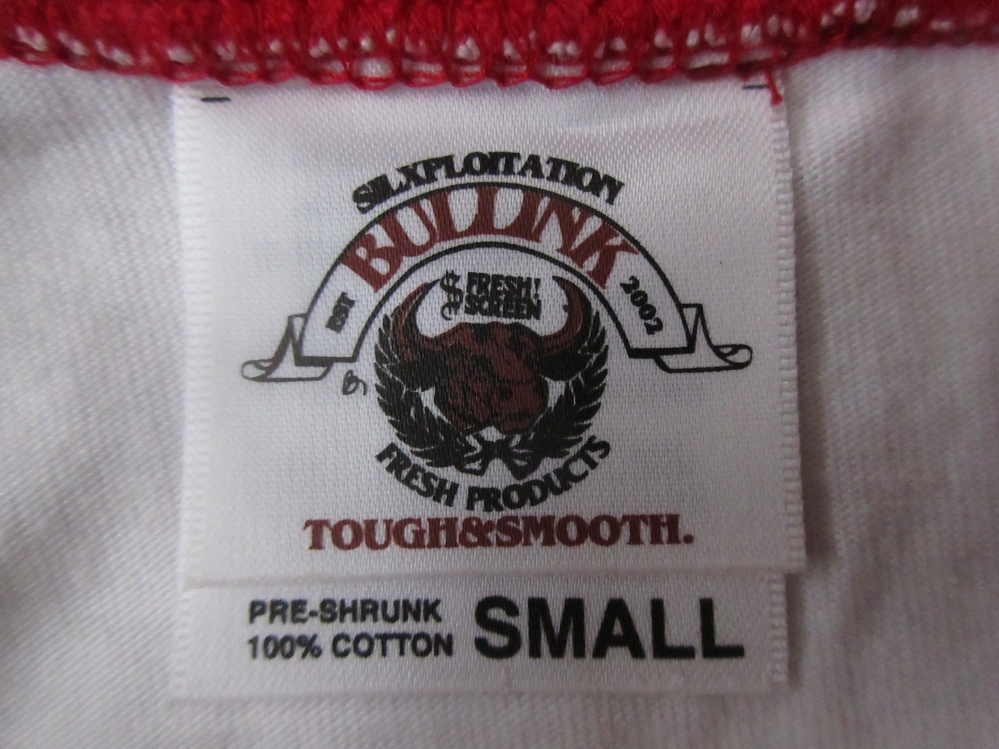 SILXPLOITATION
BULLINK
EST 2002
$ FRESH!
SCREEN
FRESH PRODUCTS
TOUGH&SMOOTH.
PRE-SHRUNK
100% COTTON SMALL